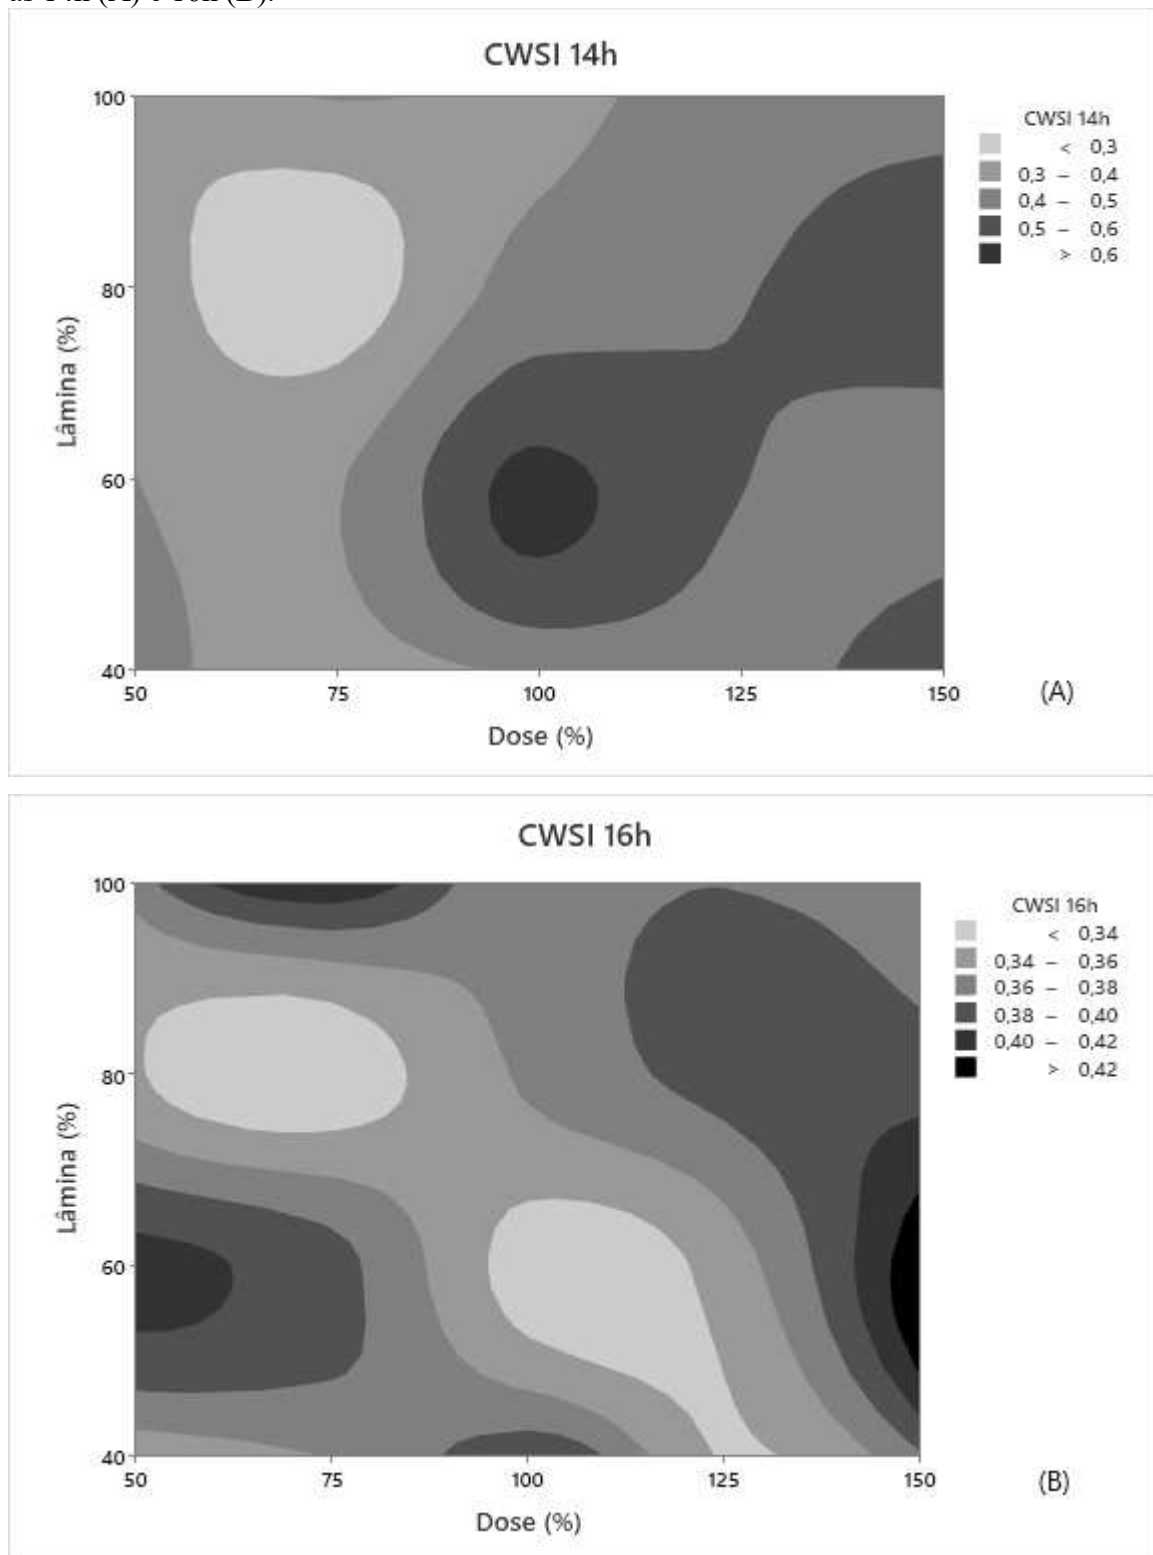 as 14h (A) e 16h (B).
CWSI 14h
CWSI 14h
< 0,3
0,3 – 0,4
0,4 – 0,5
0,5 – 0,6
> 0,6
Lâmina (%)
100
80
60
40
50 75 100 125 150
Dose (%)
(A)
CWSI 16h
CWSI 16h
< 0,34
0,34 – 0,36
0,36 – 0,38
0,38 – 0,40
0,40 – 0,42
> 0,42
Lâmina (%)
100
80
60
40
50 75 100 125 150
Dose (%)
(B)